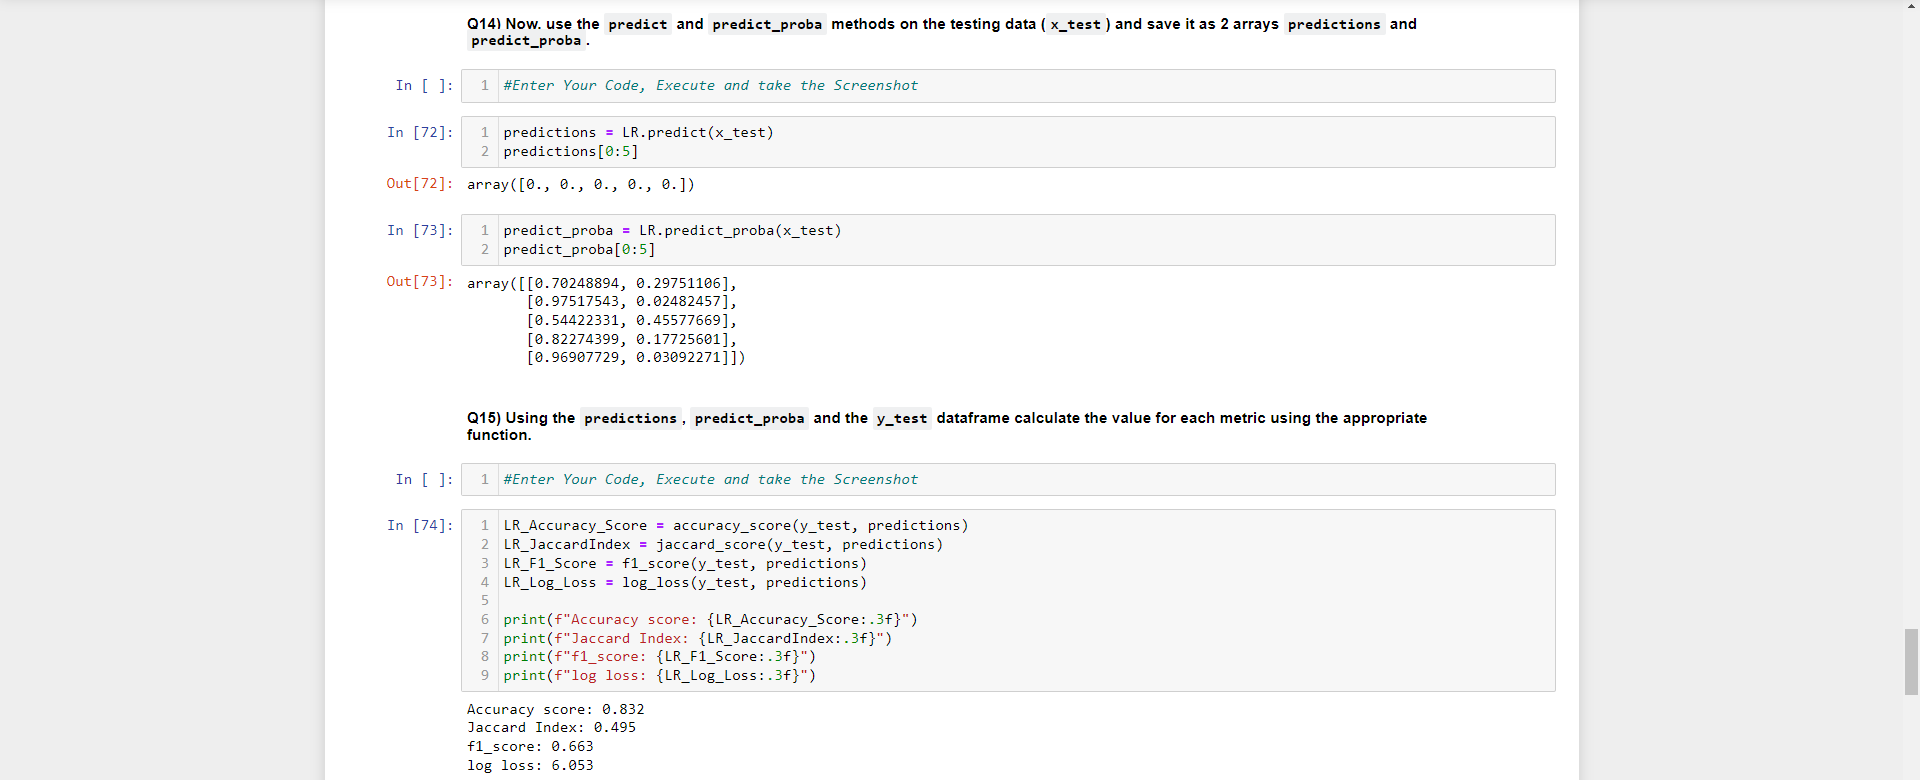 Q14) Now. use the predict and predict_proba methods on the testing data ( x_test ) and save it as 2 arrays predictions and
predict_proba .
In [ ]: 1 #Enter Your Code, Execute and take the Screenshot
In [72]: 1 predictions = LR.predict(x_test)
2 predictions[0:5]
Out[72]: array([0., 0., 0., 0., 0.])
In [73]: 1 predict_proba = LR.predict_proba(x_test)
2 predict_proba[0:5]
Out[73]: array([[0.70248894, 0.29751106],
[0.97517543, 0.02482457],
[0.54422331, 0.45577669],
[0.82274399, 0.17725601],
[0.96907729, 0.03092271]])
Q15) Using the predictions , predict_proba and the y_test dataframe calculate the value for each metric using the appropriate
function.
In [ ]: 1 #Enter Your Code, Execute and take the Screenshot
In [74]: 1 LR_Accuracy_Score = accuracy_score(y_test, predictions)
2 LR_JaccardIndex = jaccard_score(y_test, predictions)
3 LR_F1_Score = f1_score(y_test, predictions)
4 LR_Log_Loss = log_loss(y_test, predictions)
5
6 print(f"Accuracy score: {LR_Accuracy_Score:.3f}")
7 print(f"Jaccard Index: {LR_JaccardIndex:.3f}")
8 print(f"f1_score: {LR_F1_Score:.3f}")
9 print(f"log loss: {LR_Log_Loss:.3f}")
Accuracy score: 0.832
Jaccard Index: 0.495
f1_score: 0.663
log loss: 6.053